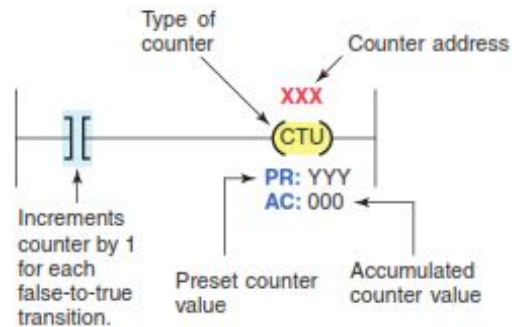 Type of
counter
Counter address
XXX
CTU
PR: YYY
AC: 000
Increments
counter by 1
for each
false-to-true
transition.
Preset counter
value
Accumulated
counter value